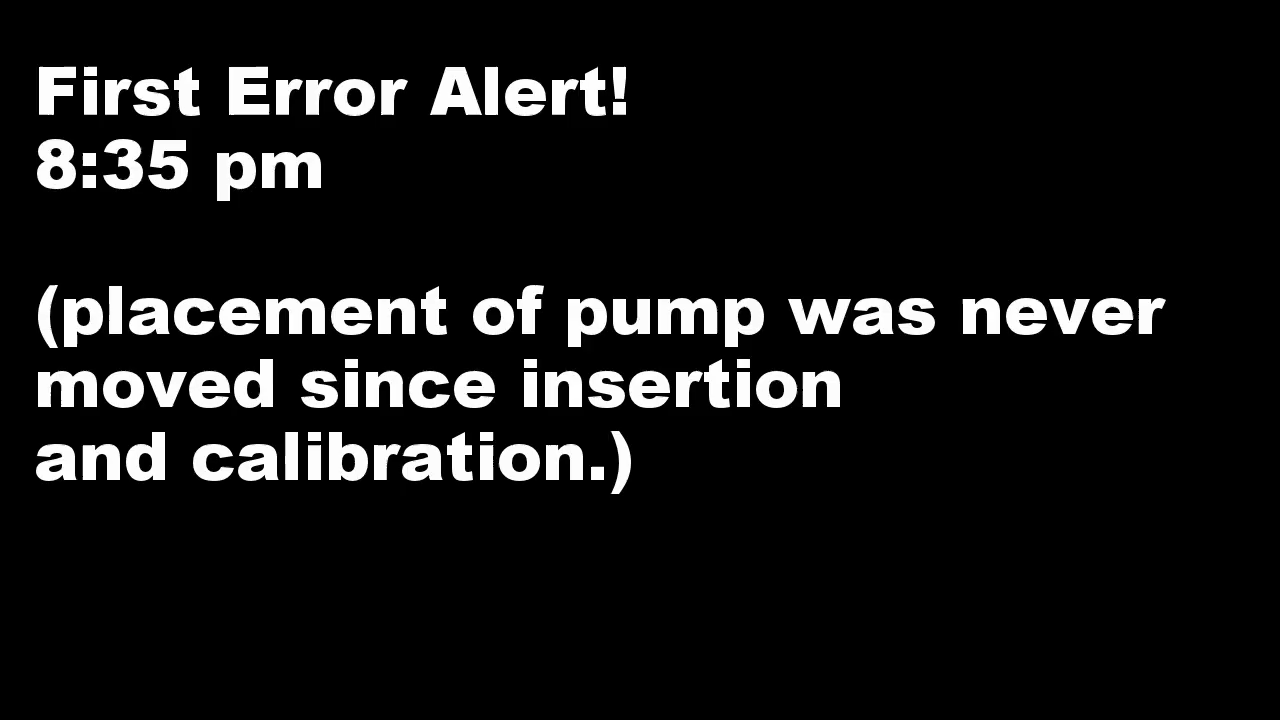 First Error Alert!
8:35 pm
(placement of pump was never
moved since insertion
and calibration.)